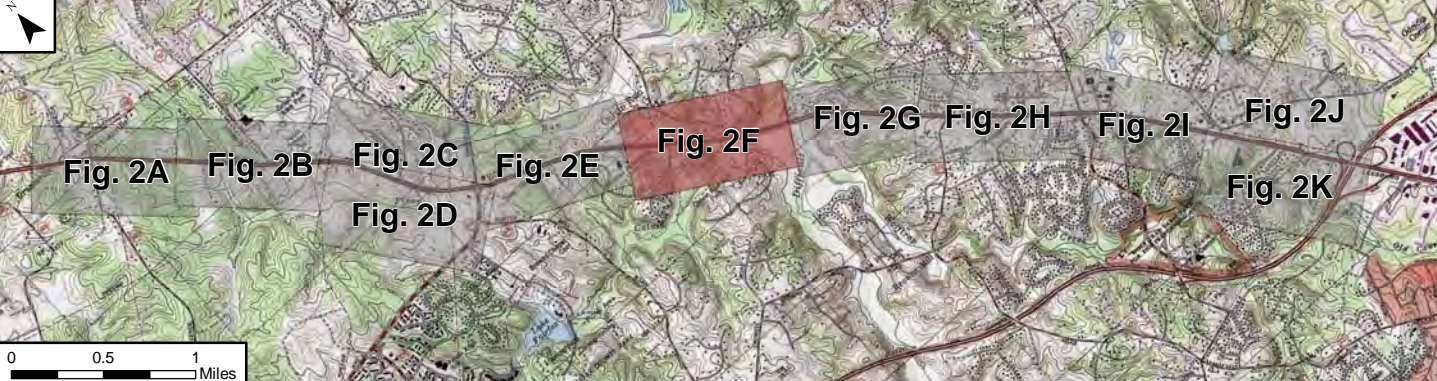 N
Fig. 2A
Fig. 2B
Fig. 2C
Fig. 2D
Fig. 2E
Fig. 2F
Fig. 2G
Fig. 2H
Fig. 2I
Fig. 2J
Fig. 2K
0 0.5 1
Miles